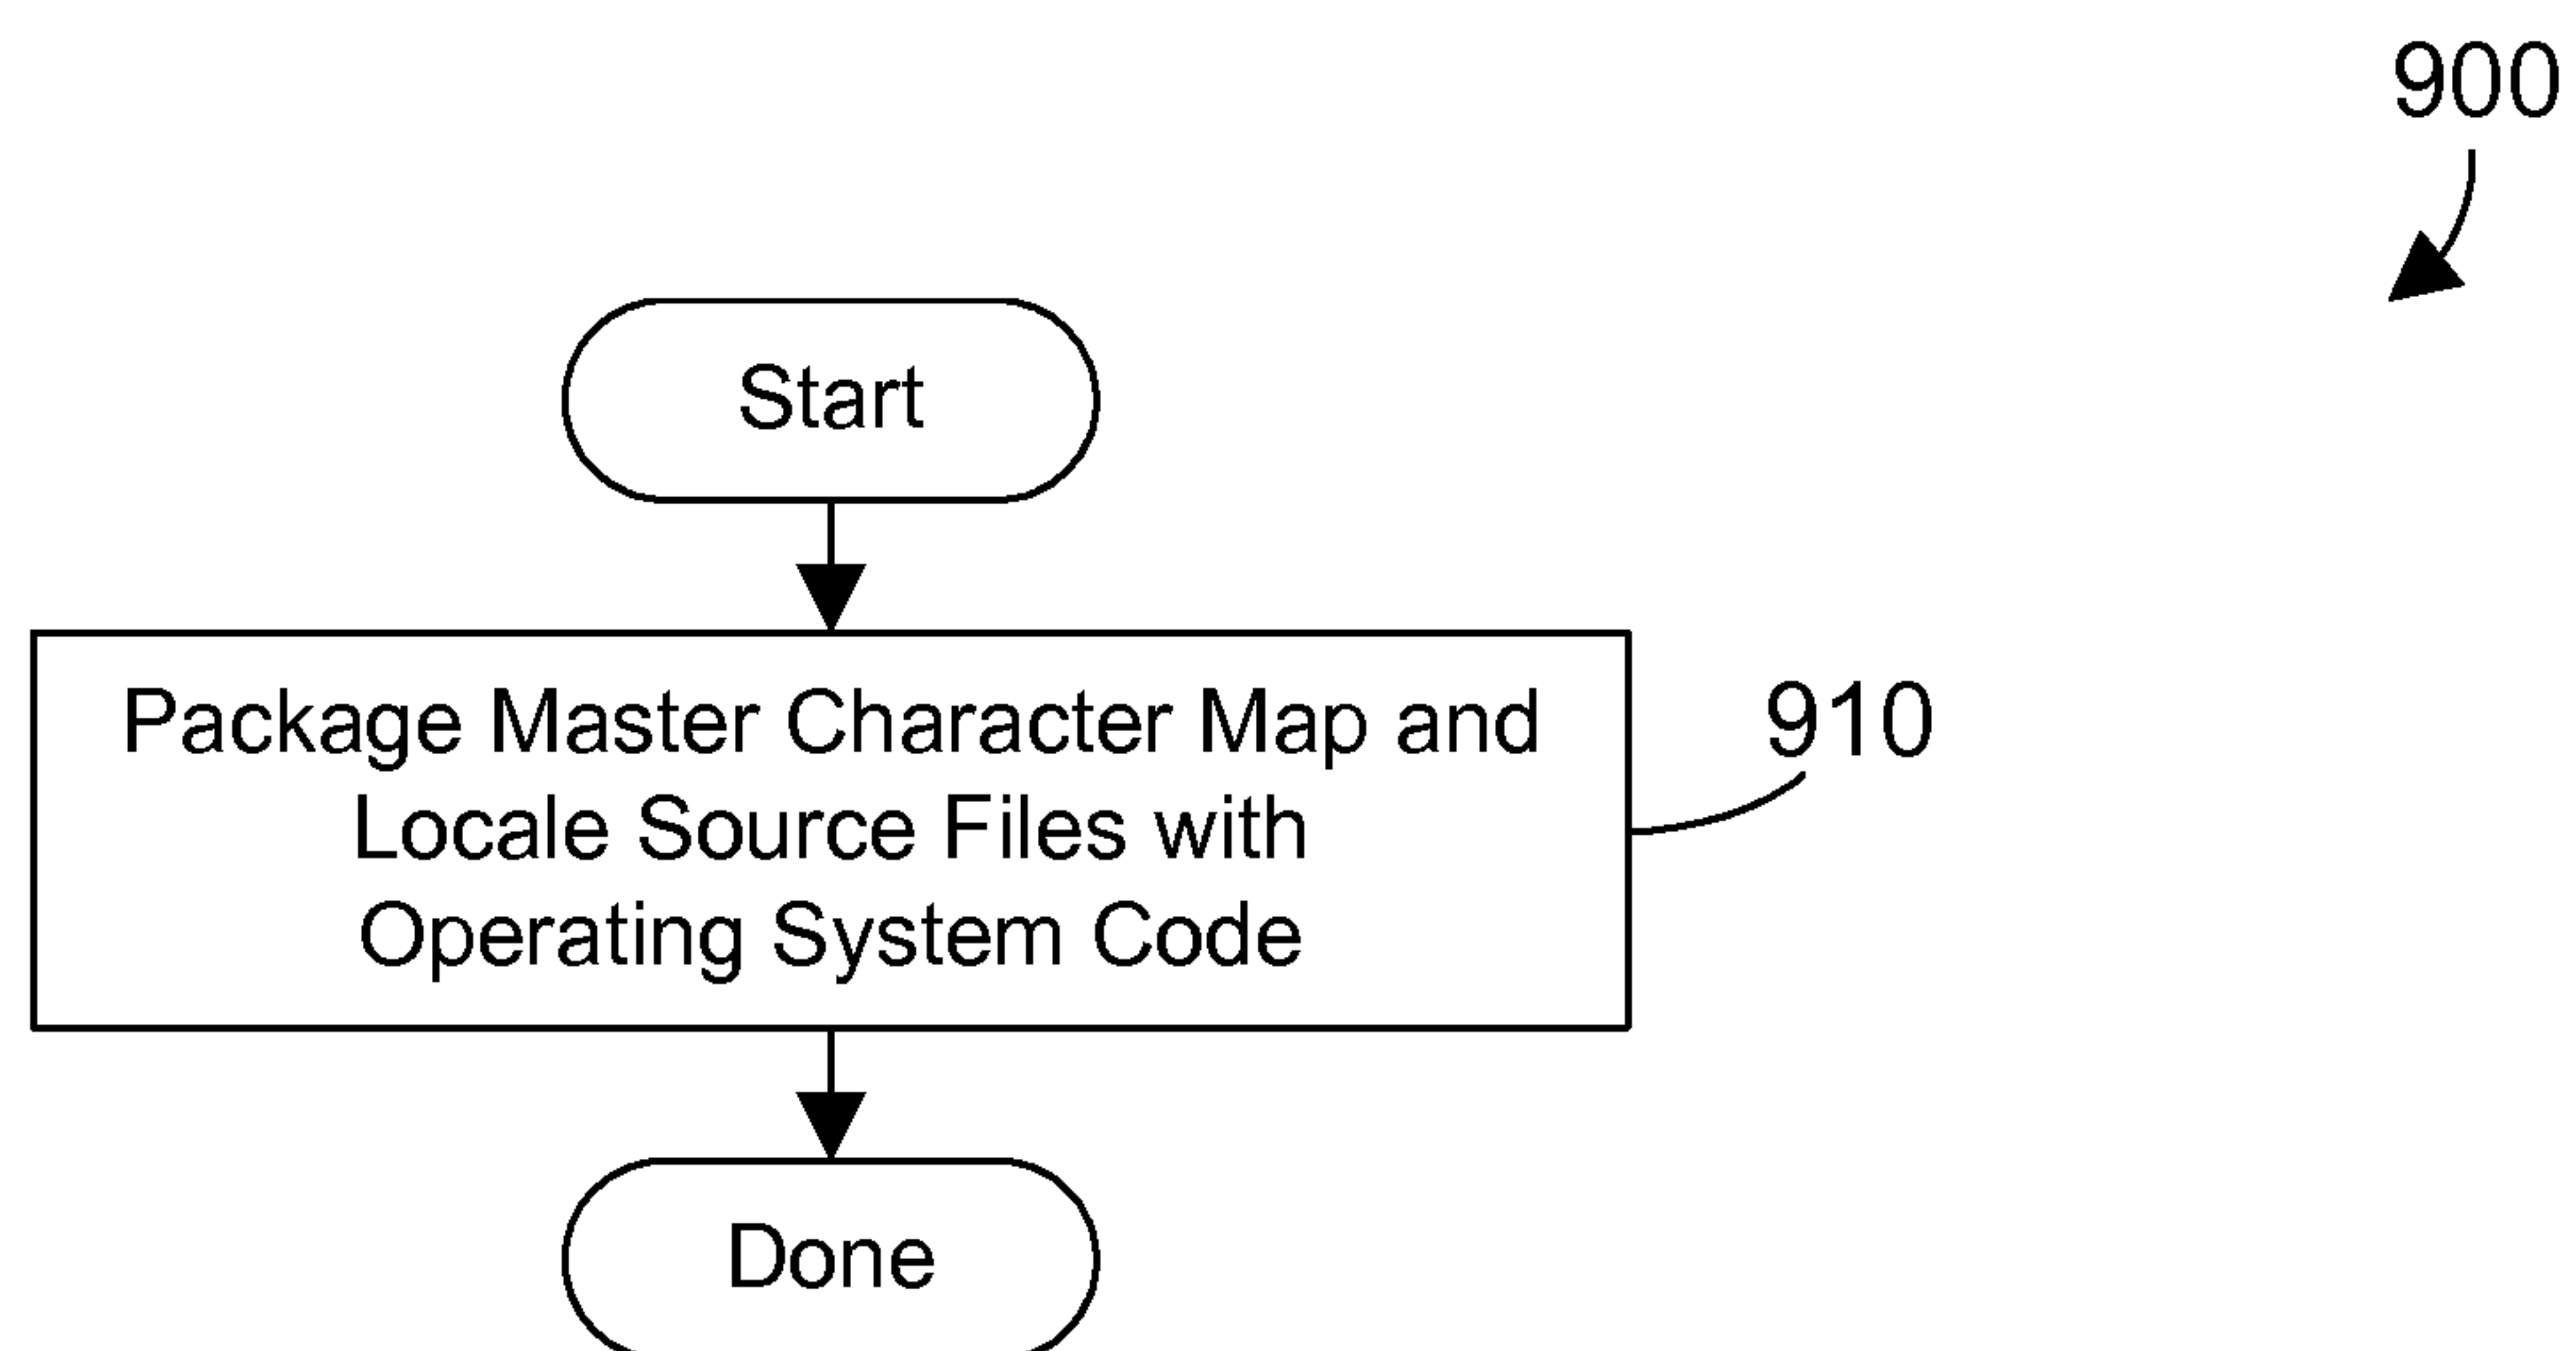 900
Start
Package Master Character Map and
Locale Source Files with
Operating System Code
910
Done